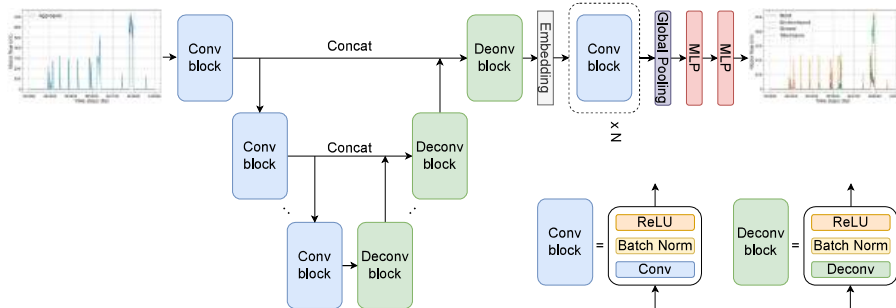 Aggregated
Conv
block
Concat
Deonv
block
Embedding
Conv
block
x N
Global Pooling
MLP
MLP
Conv
block
Concat
Deconv
block
Conv
block
Deconv
block
Conv
block
=
ReLU
Batch Norm
Conv
Deconv
block
=
ReLU
Batch Norm
Deconv